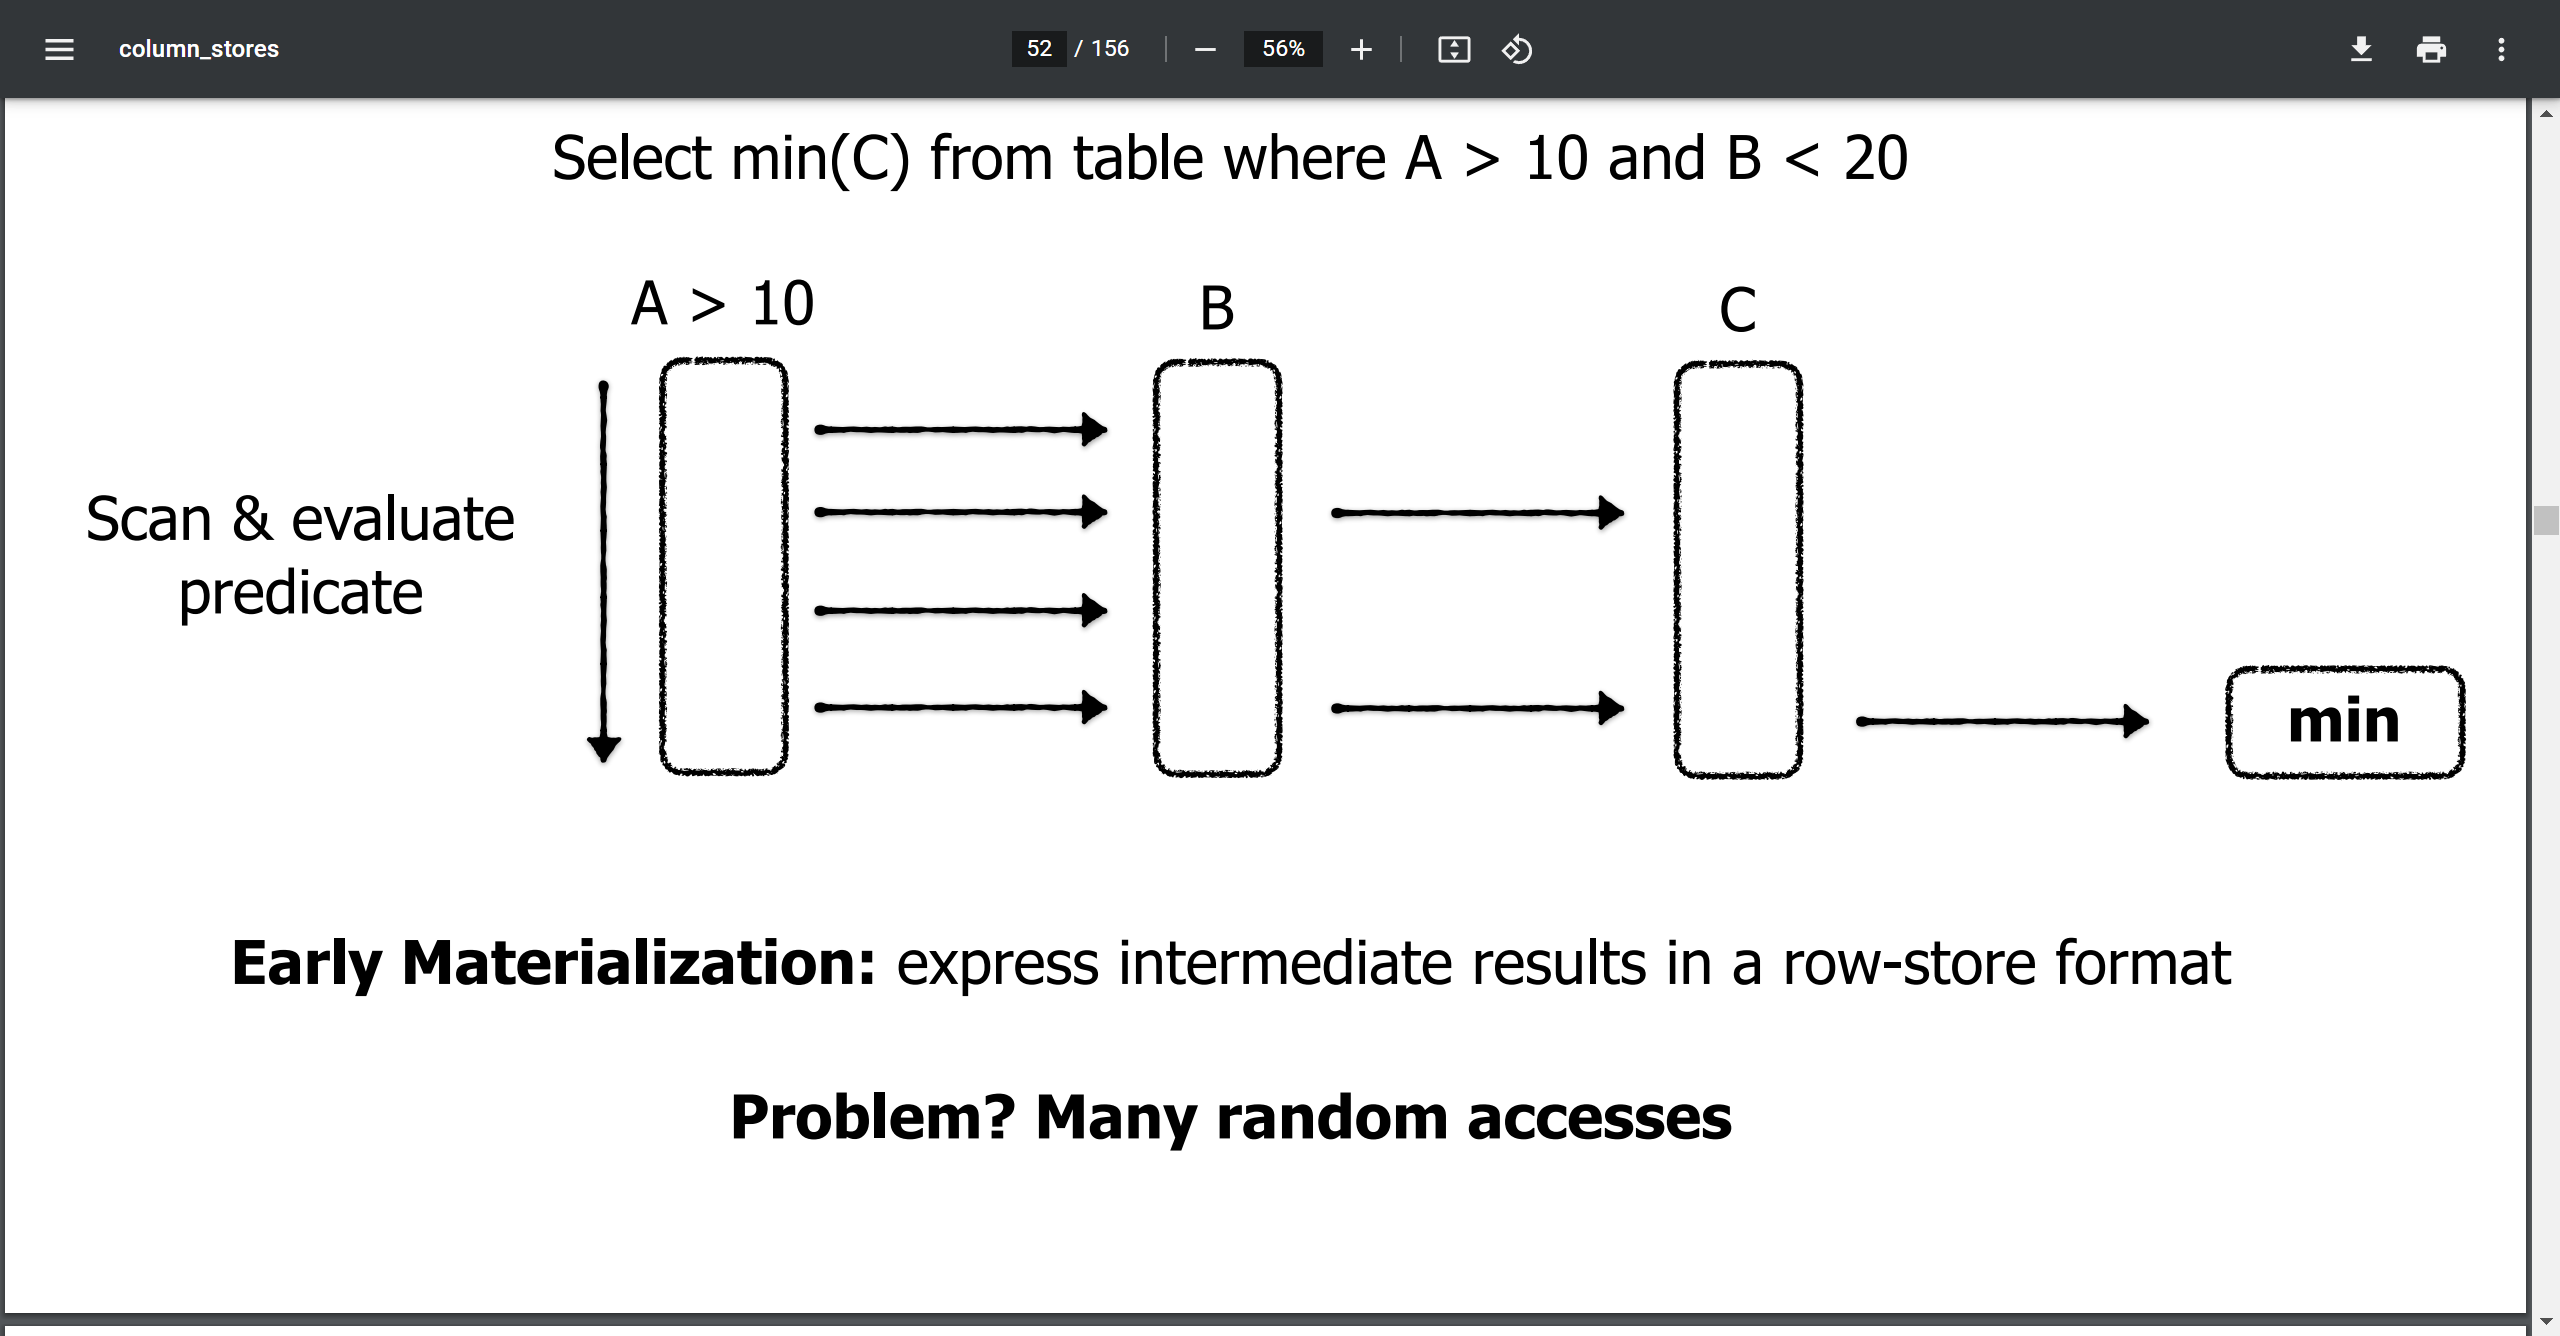 column_stores
52 / 156
56%
Select min(C) from table where A > 10 and B < 20
A > 10
B
C
Scan & evaluate
predicate
min
Early Materialization: express intermediate results in a row-store format
Problem? Many random accesses